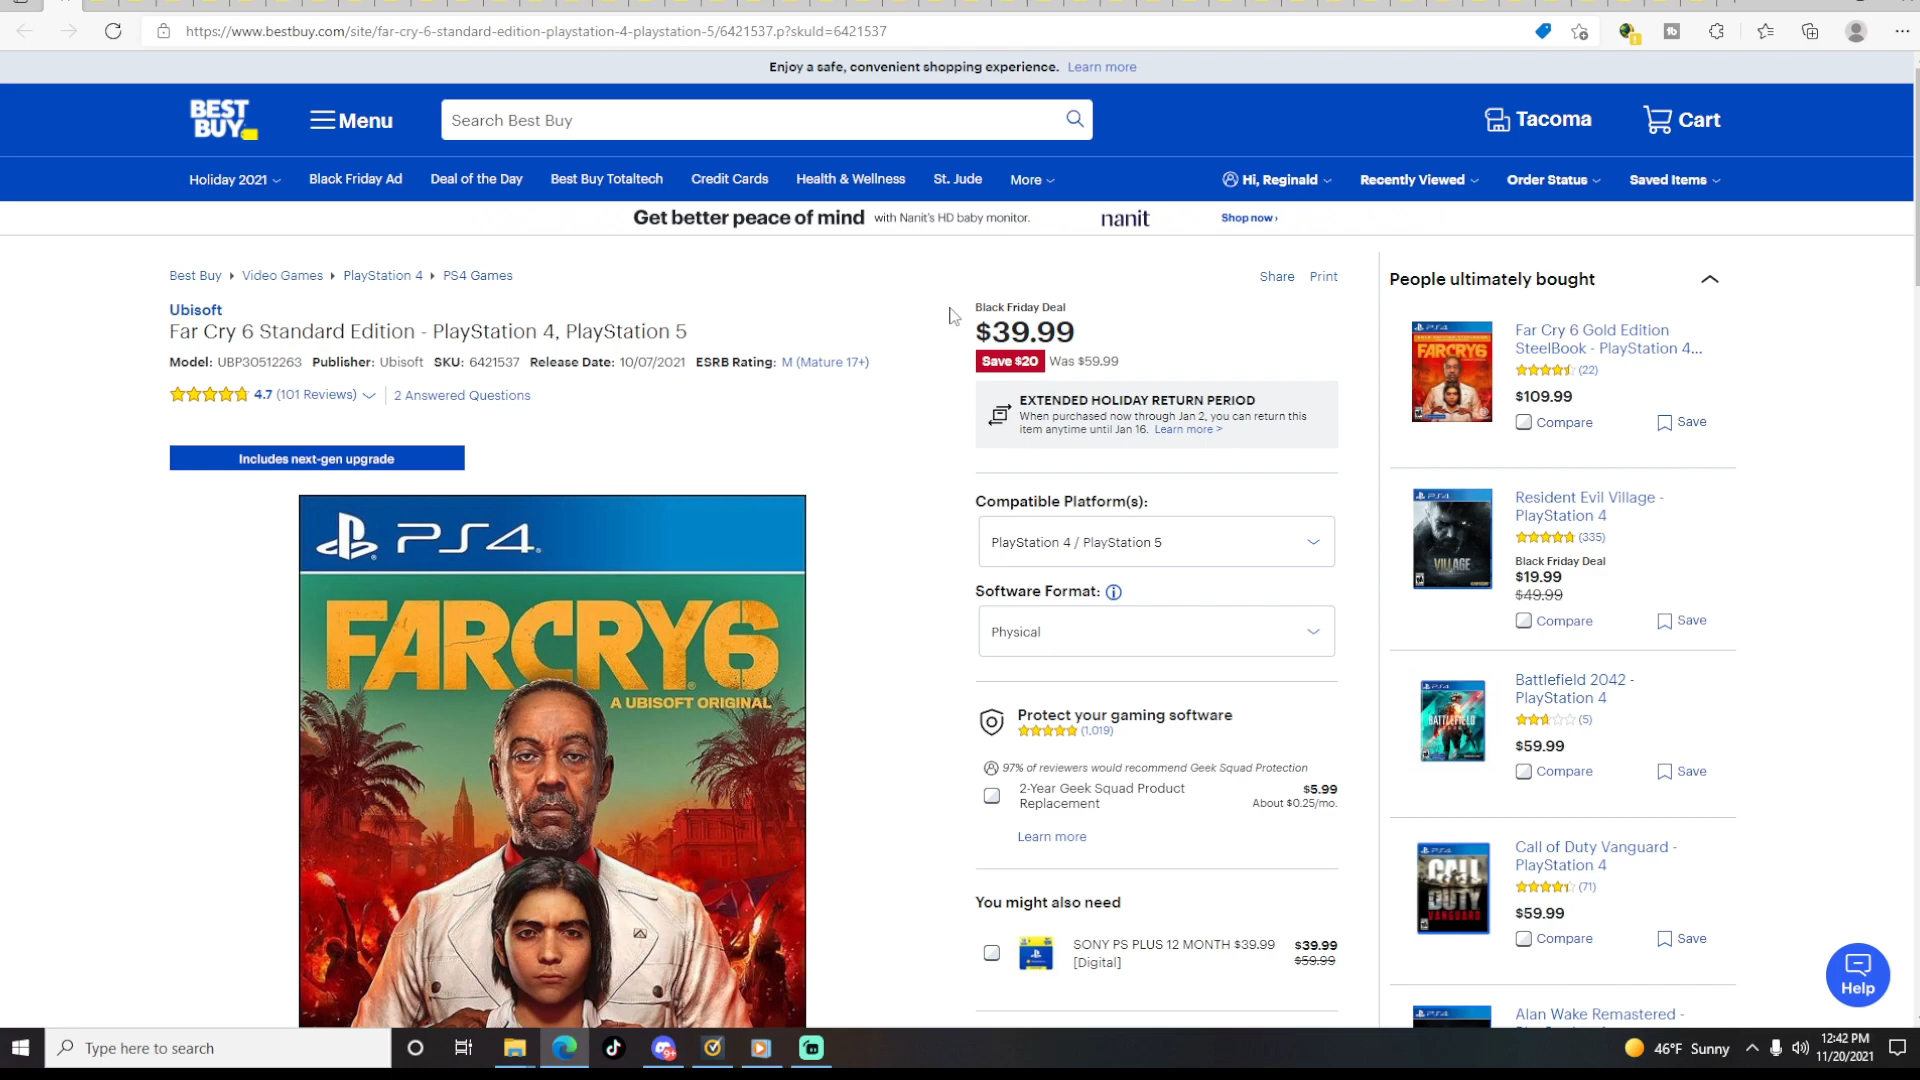 https://www.bestbuy.com/site/far-cry-6-standard-edition-playstation-4-playstation-5/6421537.p?skuId=6421537
Enjoy a safe, convenient shopping experience. Learn more
BEST BUY
Menu
Search Best Buy
Tacoma
Cart
Holiday 2021
Black Friday Ad
Deal of the Day
Best Buy Totaltech
Credit Cards
Health & Wellness
St. Jude
More
Hi, Reginald
Recently Viewed
Order Status
Saved Items
Get better peace of mind with Nanit's HD baby monitor. nanit Shop now ›
Best Buy
Video Games
PlayStation 4
PS4 Games
Share
Print
Ubisoft
Far Cry 6 Standard Edition - PlayStation 4, PlayStation 5
Model: UBP30512263 Publisher: Ubisoft SKU: 6421537 Release Date: 10/07/2021 ESRB Rating: M (Mature 17+)
4.7 (101 Reviews)
2 Answered Questions
Includes next-gen upgrade
PS4
FARCRY6
A UBISOFT ORIGINAL
Black Friday Deal
$39.99
Save $20 Was $59.99
EXTENDED HOLIDAY RETURN PERIOD
When purchased now through Jan 2, you can return this
item anytime until Jan 16. Learn more >
Compatible Platform(s):
PlayStation 4 / PlayStation 5
Software Format:
Physical
Protect your gaming software
(1,019)
97% of reviewers would recommend Geek Squad Protection
2-Year Geek Squad Product
Replacement
$5.99
About $0.25/mo.
Learn more
You might also need
SONY PS PLUS 12 MONTH $39.99
[Digital]
$39.99
$59.99
People ultimately bought
Far Cry 6 Gold Edition
SteelBook - PlayStation 4...
(22)
$109.99
Compare
Save
Resident Evil Village -
PlayStation 4
(335)
Black Friday Deal
$19.99
$49.99
Compare
Save
Battlefield 2042 -
PlayStation 4
(5)
$59.99
Compare
Save
Call of Duty Vanguard -
PlayStation 4
(71)
$59.99
Compare
Save
Alan Wake Remastered -
FARCRY6
VILLAGE
BATTLEFIELD
CALL DUTY
VANGUARD
Help
Type here to search
9+
46°F Sunny
12:42 PM
11/20/2021